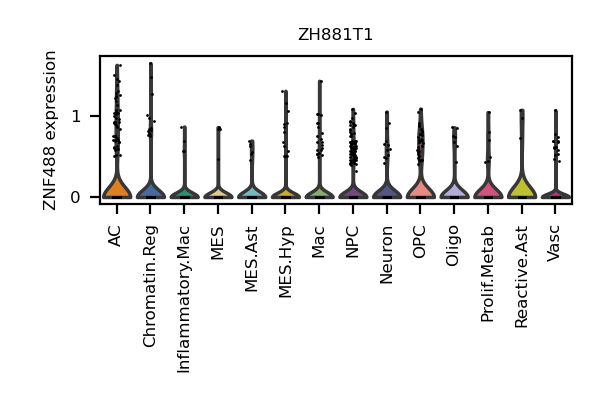 ZH881T1
ZNF488 expression
1
0
AC
Chromatin.Reg
Inflammatory.Mac
MES
MES.Ast
MES.Hyp
Mac
NPC
Neuron
OPC
Oligo
Prolif.Metab
Reactive.Ast
Vasc